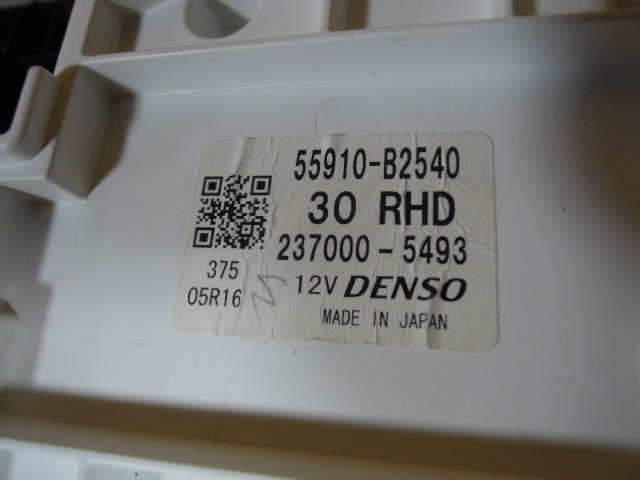 55910-B2540
30 RHD
237000-5493
375
05R16
12V DENSO
MADE IN JAPAN